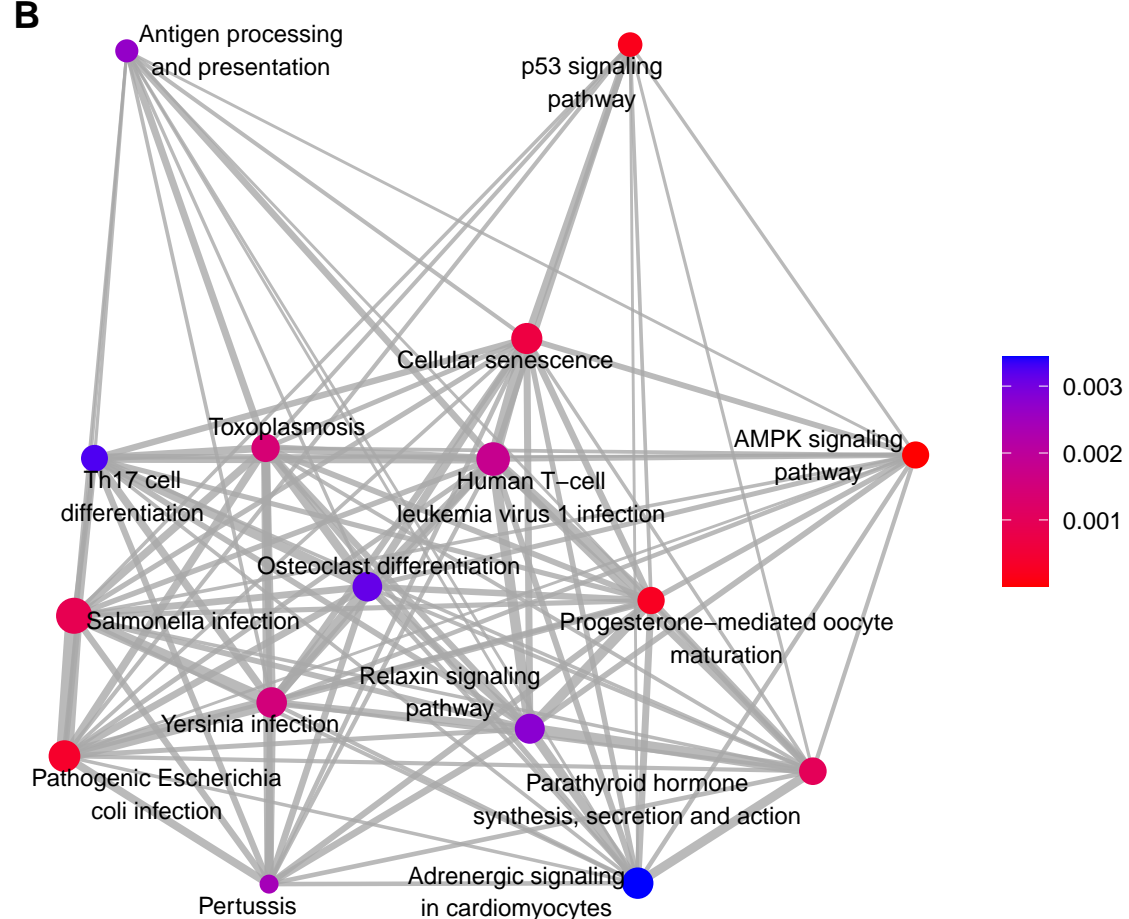 B
Antigen processing
and presentation
p53 signaling
pathway
Cellular senescence
Toxoplasmosis
AMPK signaling
pathway
Th17 cell
differentiation
Human T−cell
leukemia virus 1 infection
Osteoclast differentiation
Salmonella infection
Progesterone−mediated oocyte
maturation
Relaxin signaling
pathway
Yersinia infection
Pathogenic Escherichia
coli infection
Parathyroid hormone
synthesis, secretion and action
Adrenergic signaling
in cardiomyocytes
Pertussis
0.003
0.002
0.001